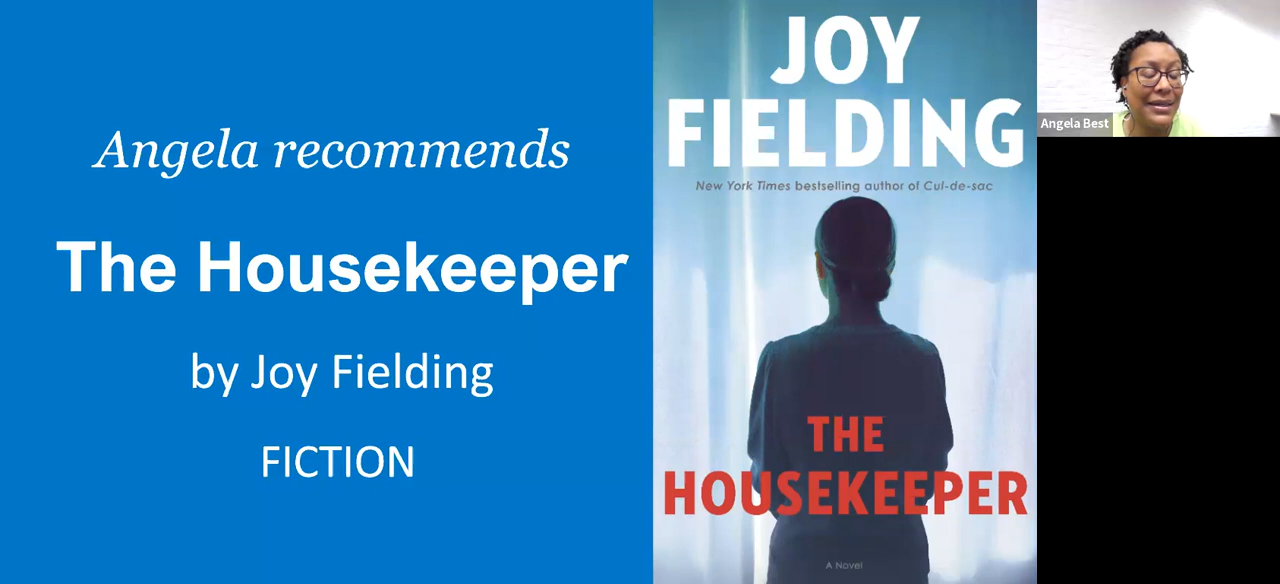 Angela recommends
The Housekeeper
by Joy Fielding
FICTION
JOY
FIELDING
New York Times bestselling author of Cul-de-sac
THE
HOUSEKEEPER
A Novel
Angela Best